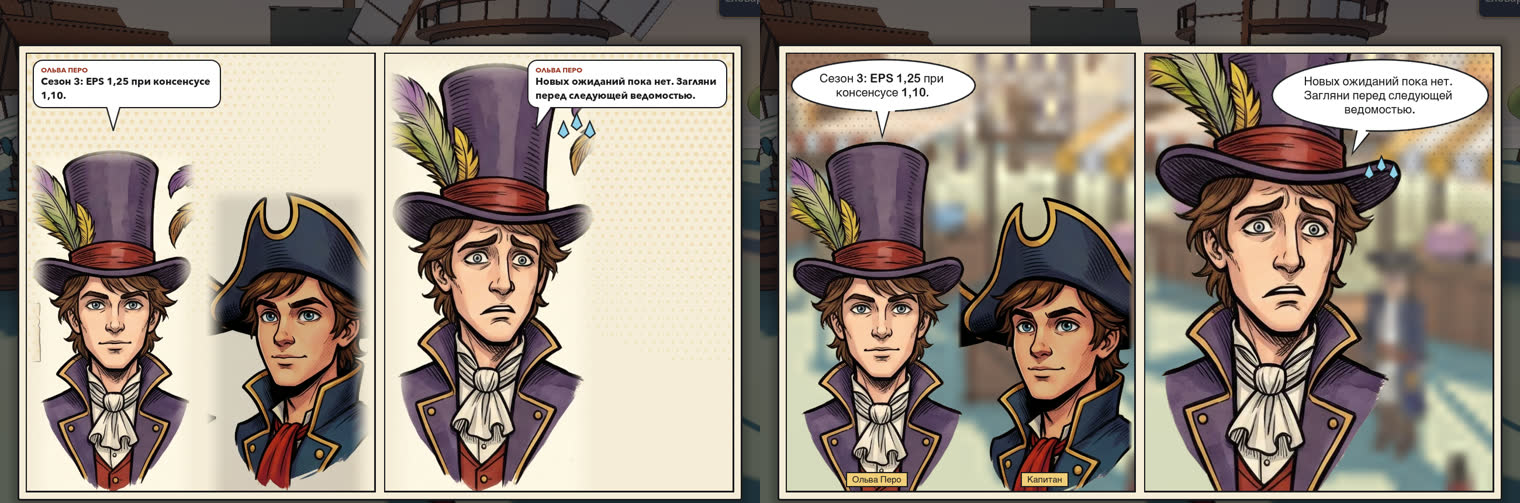 ОЛЬВА ПЕРО
Сезон 3: EPS 1,25 при консенсусе
1,10.
ОЛЬВА ПЕРО
Новых ожиданий пока нет. Загляни
перед следующей ведомостью.
Сезон 3: EPS 1,25 при
консенсусе 1,10.
Новых ожиданий пока нет.
Загляни перед следующей
ведомостью.
Ольва Перо
Капитан